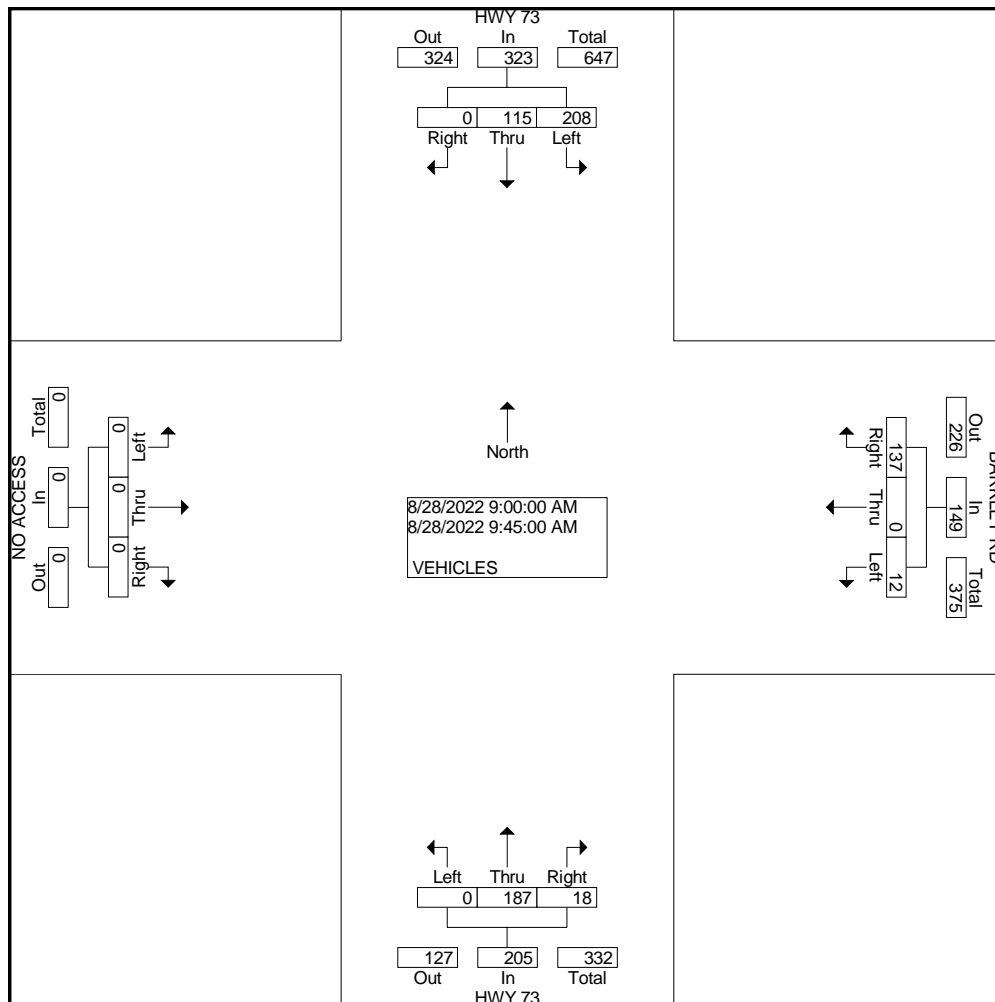 HWY 73
Out In Total
324 323 647
0 115 208
Right Thru Left
NO ACCESS
Total In Out
0 0 0
0 0 0
Left Thru Right
North
8/28/2022 9:00:00 AM
8/28/2022 9:45:00 AM
VEHICLES
Right Thru Left
137 0 12
Out In Total
226 149 375
RD
Left Thru Right
0 187 18
127 205 332
Out In Total
HWY 73